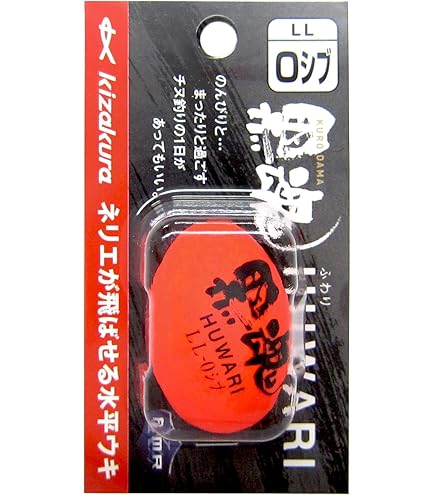 LL
0シブ
kizakura
ネリエが飛ばせる水平ウキ
のんびりと…
まったりと過ごす
チヌ釣りの1日が
あってもいい。
黒魂
KURO DAMA
ふわり
HUWARI
黒魂
HUWARI
LL-0シブ